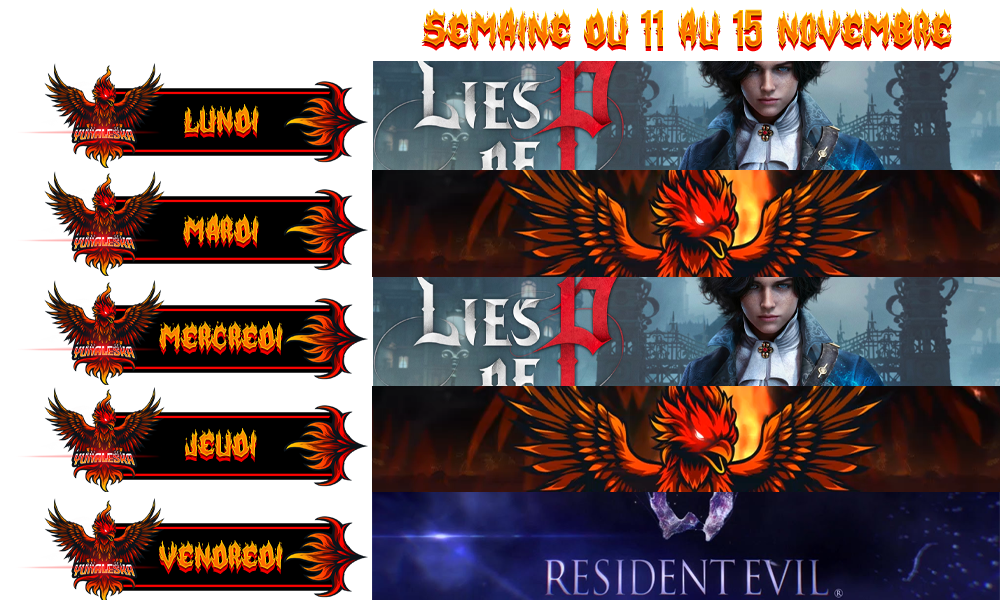 SEMAINE DU 11 AU 15 NOVEMBRE
LUNDI
LIES P
OF
MARDI
MERCREDI
LIES P
OF
JEUDI
VENDREDI
RESIDENT EVIL ®